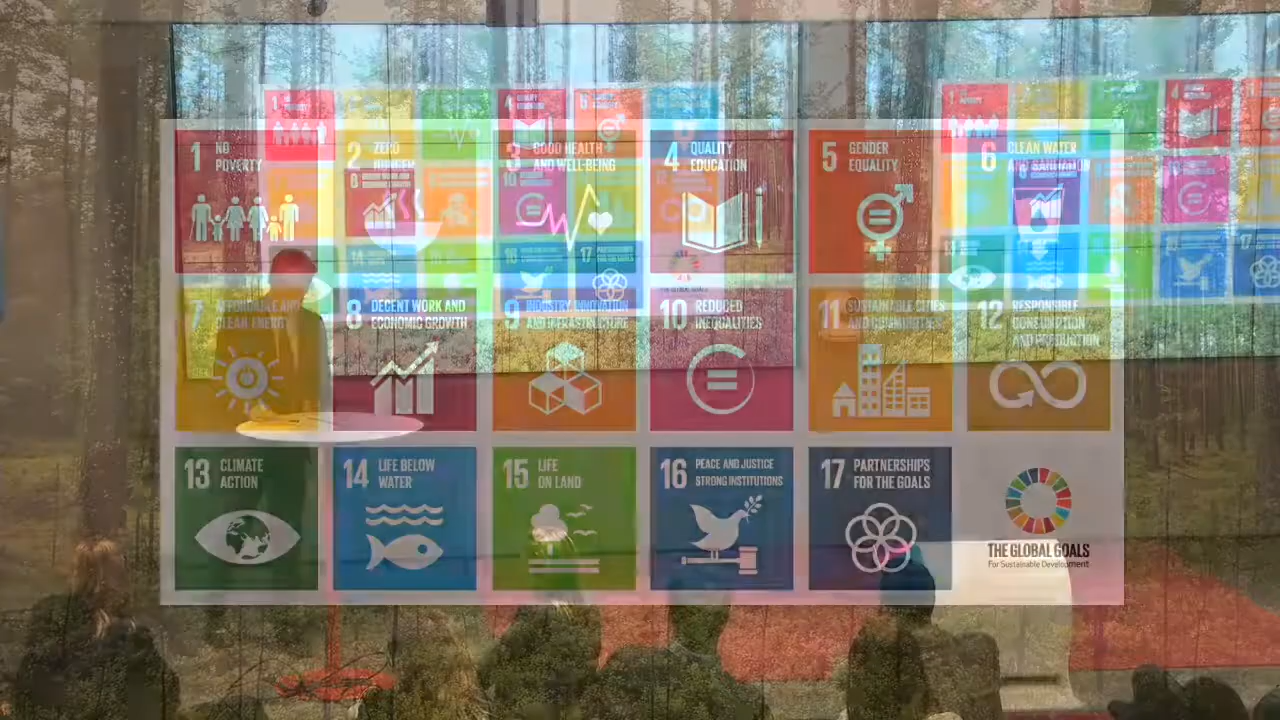 1 NO
POVERTY
2 ZERO
HUNGER
3 GOOD HEALTH
AND WELL-BEING
4 QUALITY
EDUCATION
5 GENDER
EQUALITY
6 CLEAN WATER
AND SANITATION
7 AFFORDABLE AND
CLEAN ENERGY
8 DECENT WORK AND
ECONOMIC GROWTH
9 INDUSTRY, INNOVATION
AND INFRASTRUCTURE
10 REDUCED
INEQUALITIES
11 SUSTAINABLE CITIES
AND COMMUNITIES
12 RESPONSIBLE
CONSUMPTION
AND PRODUCTION
13 CLIMATE
ACTION
14 LIFE BELOW
WATER
15 LIFE
ON LAND
16 PEACE AND JUSTICE
STRONG INSTITUTIONS
17 PARTNERSHIPS
FOR THE GOALS
THE GLOBAL GOALS
For Sustainable Development